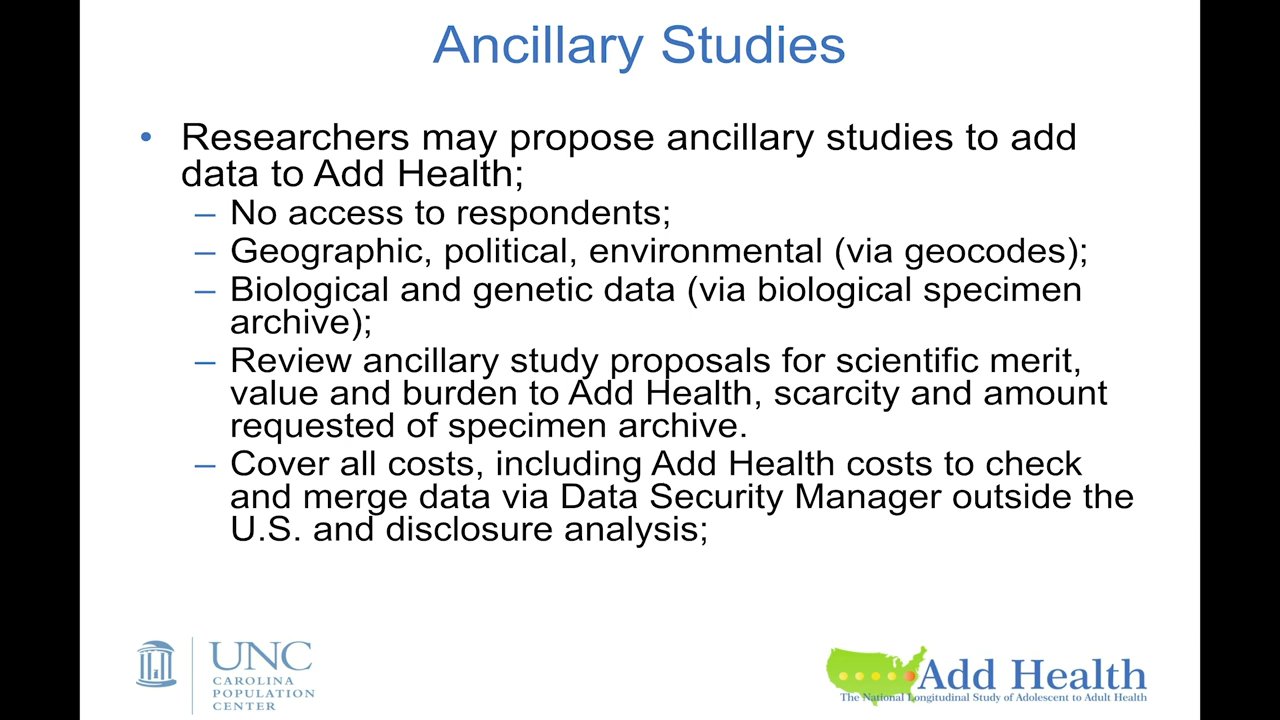 Ancillary Studies
• Researchers may propose ancillary studies to add
data to Add Health;
– No access to respondents;
– Geographic, political, environmental (via geocodes);
– Biological and genetic data (via biological specimen
archive);
– Review ancillary study proposals for scientific merit,
value and burden to Add Health, scarcity and amount
requested of specimen archive.
– Cover all costs, including Add Health costs to check
and merge data via Data Security Manager outside the
U.S. and disclosure analysis;
UNC
CAROLINA
POPULATION
CENTER
Add Health
The National Longitudinal Study of Adolescent to Adult Health